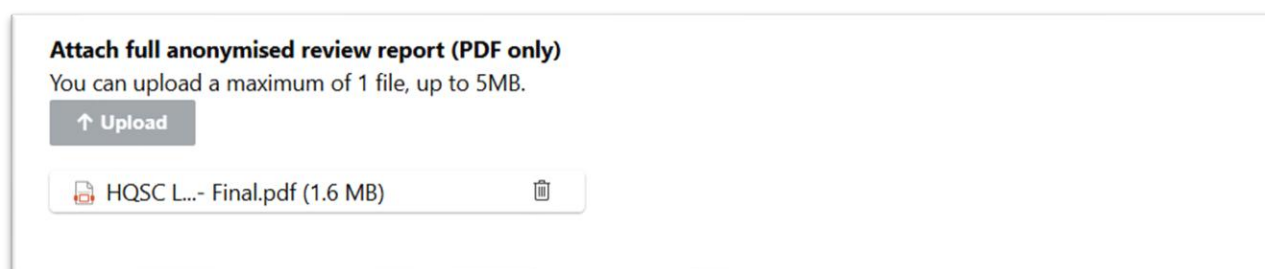 Attach full anonymised review report (PDF only)
You can upload a maximum of 1 file, up to 5MB.
↑ Upload
HQSC L...- Final.pdf (1.6 MB)